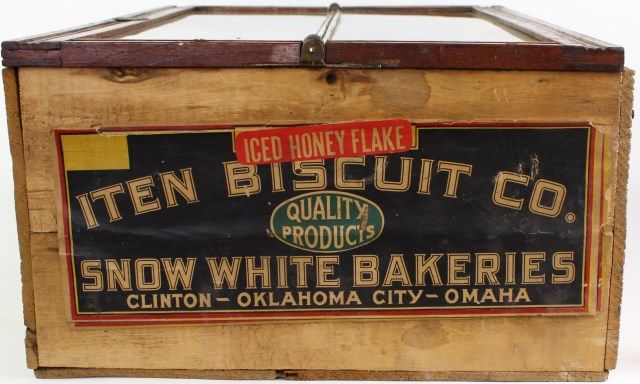 ICED HONEY FLAKE
ITEN BISCUIT CO.
QUALITY
PRODUCTS
SNOW WHITE BAKERIES
CLINTON - OKLAHOMA CITY - OMAHA